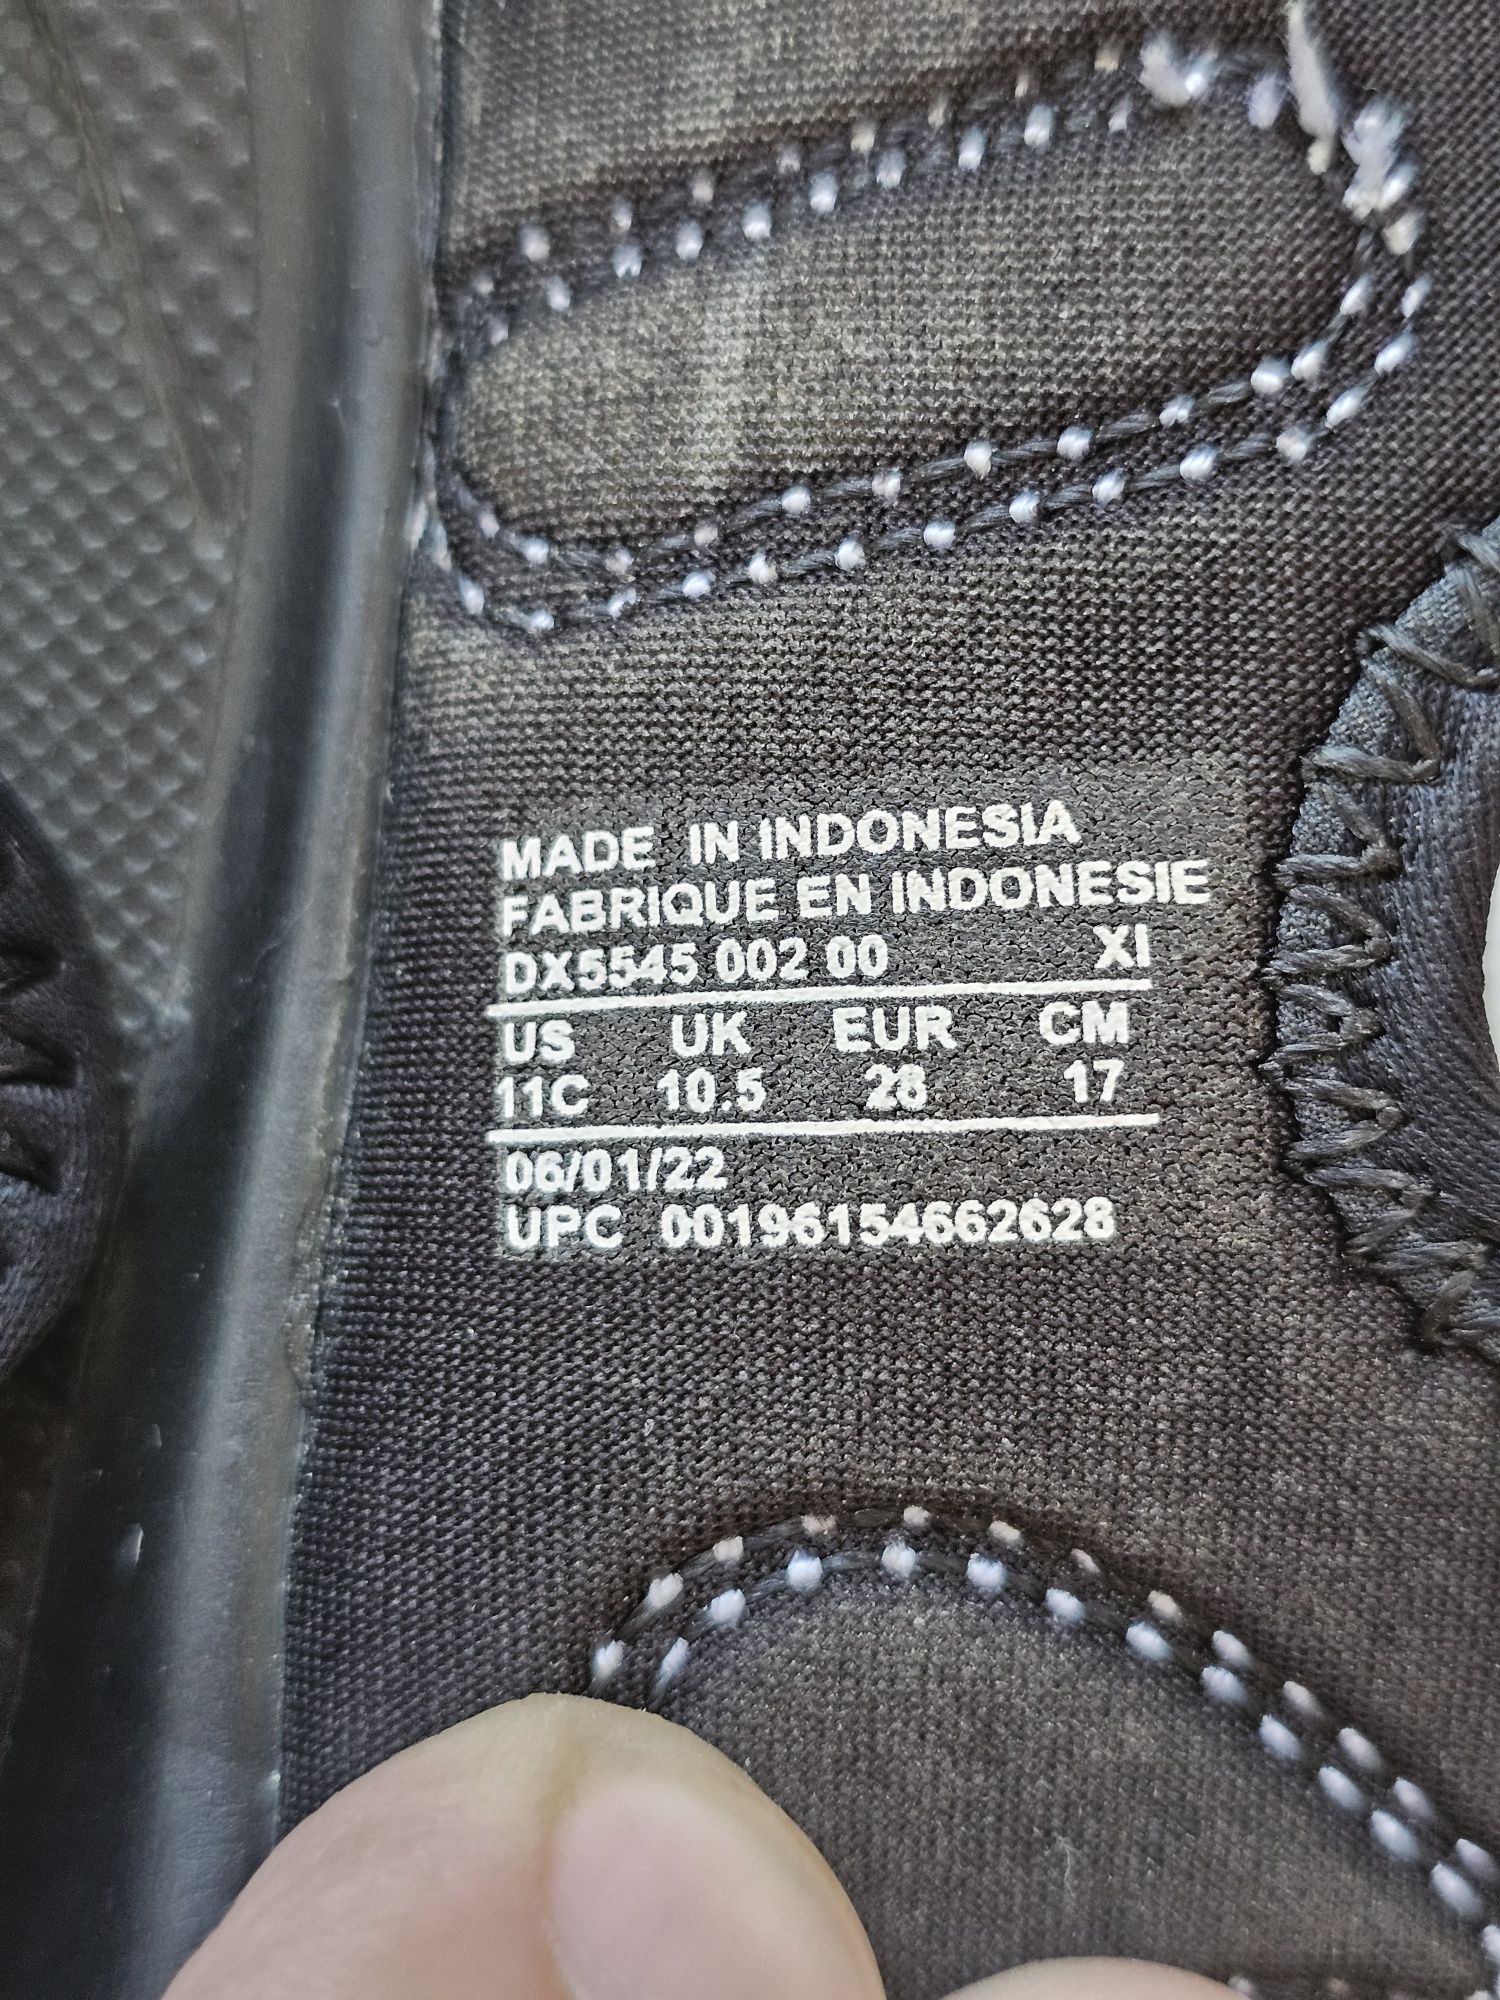 MADE IN INDONESIA
FABRIQUE EN INDONESIE
DX5545 002 00 XI
US UK EUR CM
11C 10.5 28 17
06/01/22
UPC 00196154662628